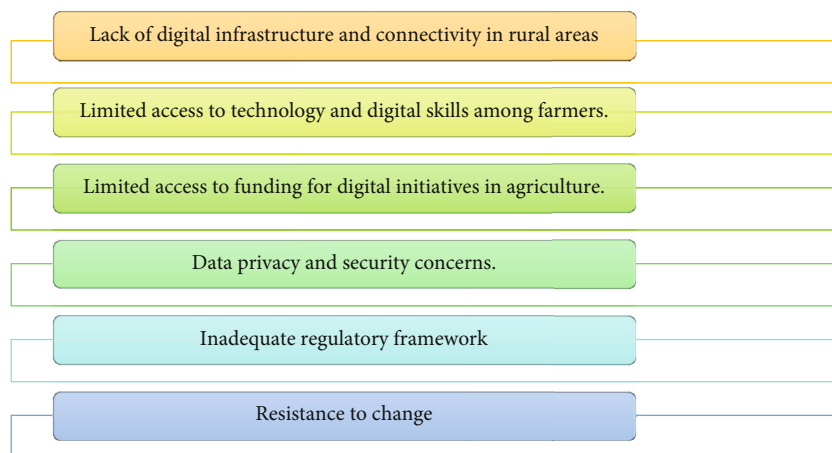 Lack of digital infrastructure and connectivity in rural areas
Limited access to technology and digital skills among farmers.
Limited access to funding for digital initiatives in agriculture.
Data privacy and security concerns.
Inadequate regulatory framework
Resistance to change